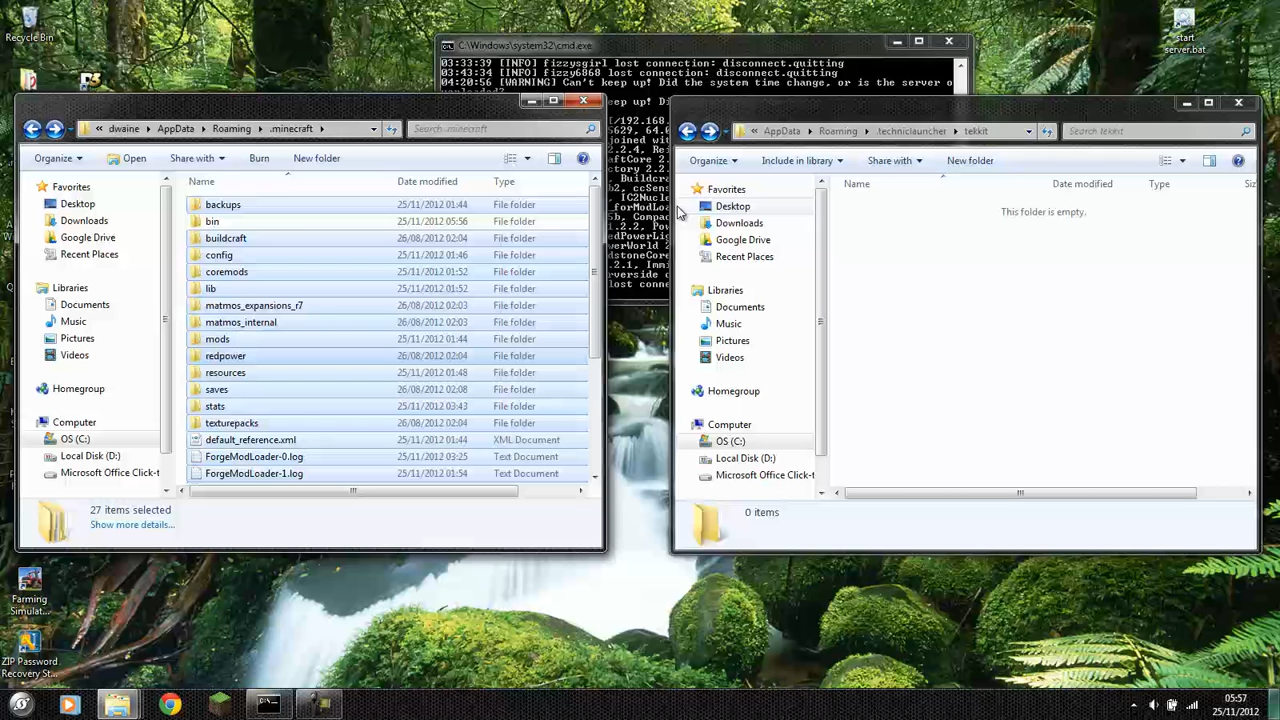 Recycle Bin
start
server.bat
C:\Windows\system32\cmd.exe
03:33:39 [INFO] fizzysgirl lost connection: disconnect.quitting
03:43:34 [INFO] fizzy6868 lost connection: disconnect.quitting
04:20:56 [WARNING] Can't keep up! Did the system time change, or is the server o
keep up! Di
dwaine
AppData
Roaming
.minecraft
Search .minecraft
Organize
Open
Share with
Burn
New folder
Favorites
Desktop
Downloads
Google Drive
Recent Places
Libraries
Documents
Music
Pictures
Videos
Homegroup
Computer
OS (C:)
Local Disk (D:)
Microsoft Office Click-t
Name Date modified Type
backups 25/11/2012 01:44 File folder
bin 25/11/2012 05:56 File folder
buildcraft 26/08/2012 02:04 File folder
config 25/11/2012 01:46 File folder
coremods 25/11/2012 01:52 File folder
lib 25/11/2012 01:52 File folder
matmos_expansions_r7 26/08/2012 02:03 File folder
matmos_internal 26/08/2012 02:03 File folder
mods 25/11/2012 01:44 File folder
redpower 26/08/2012 02:04 File folder
resources 25/11/2012 01:48 File folder
saves 26/08/2012 02:08 File folder
stats 25/11/2012 03:43 File folder
texturepacks 26/08/2012 02:04 File folder
default_reference.xml 25/11/2012 01:44 XML Document
ForgeModLoader-0.log 25/11/2012 03:25 Text Document
ForgeModLoader-1.log 25/11/2012 01:54 Text Document
27 items selected
Show more details...
/192.168.
5629, 64.0
joined wit
lost conne
AppData
Roaming
.techniclauncher
tekkit
Search tekkit
Organize
Include in library
Share with
New folder
Favorites
Desktop
Downloads
Google Drive
Recent Places
Libraries
Documents
Music
Pictures
Videos
Homegroup
Computer
OS (C:)
Local Disk (D:)
Microsoft Office Click-t
Name Date modified Type Siz
This folder is empty.
0 items
Farming
Simulat...
ZIP Password
Recovery St...
05:57
25/11/2012